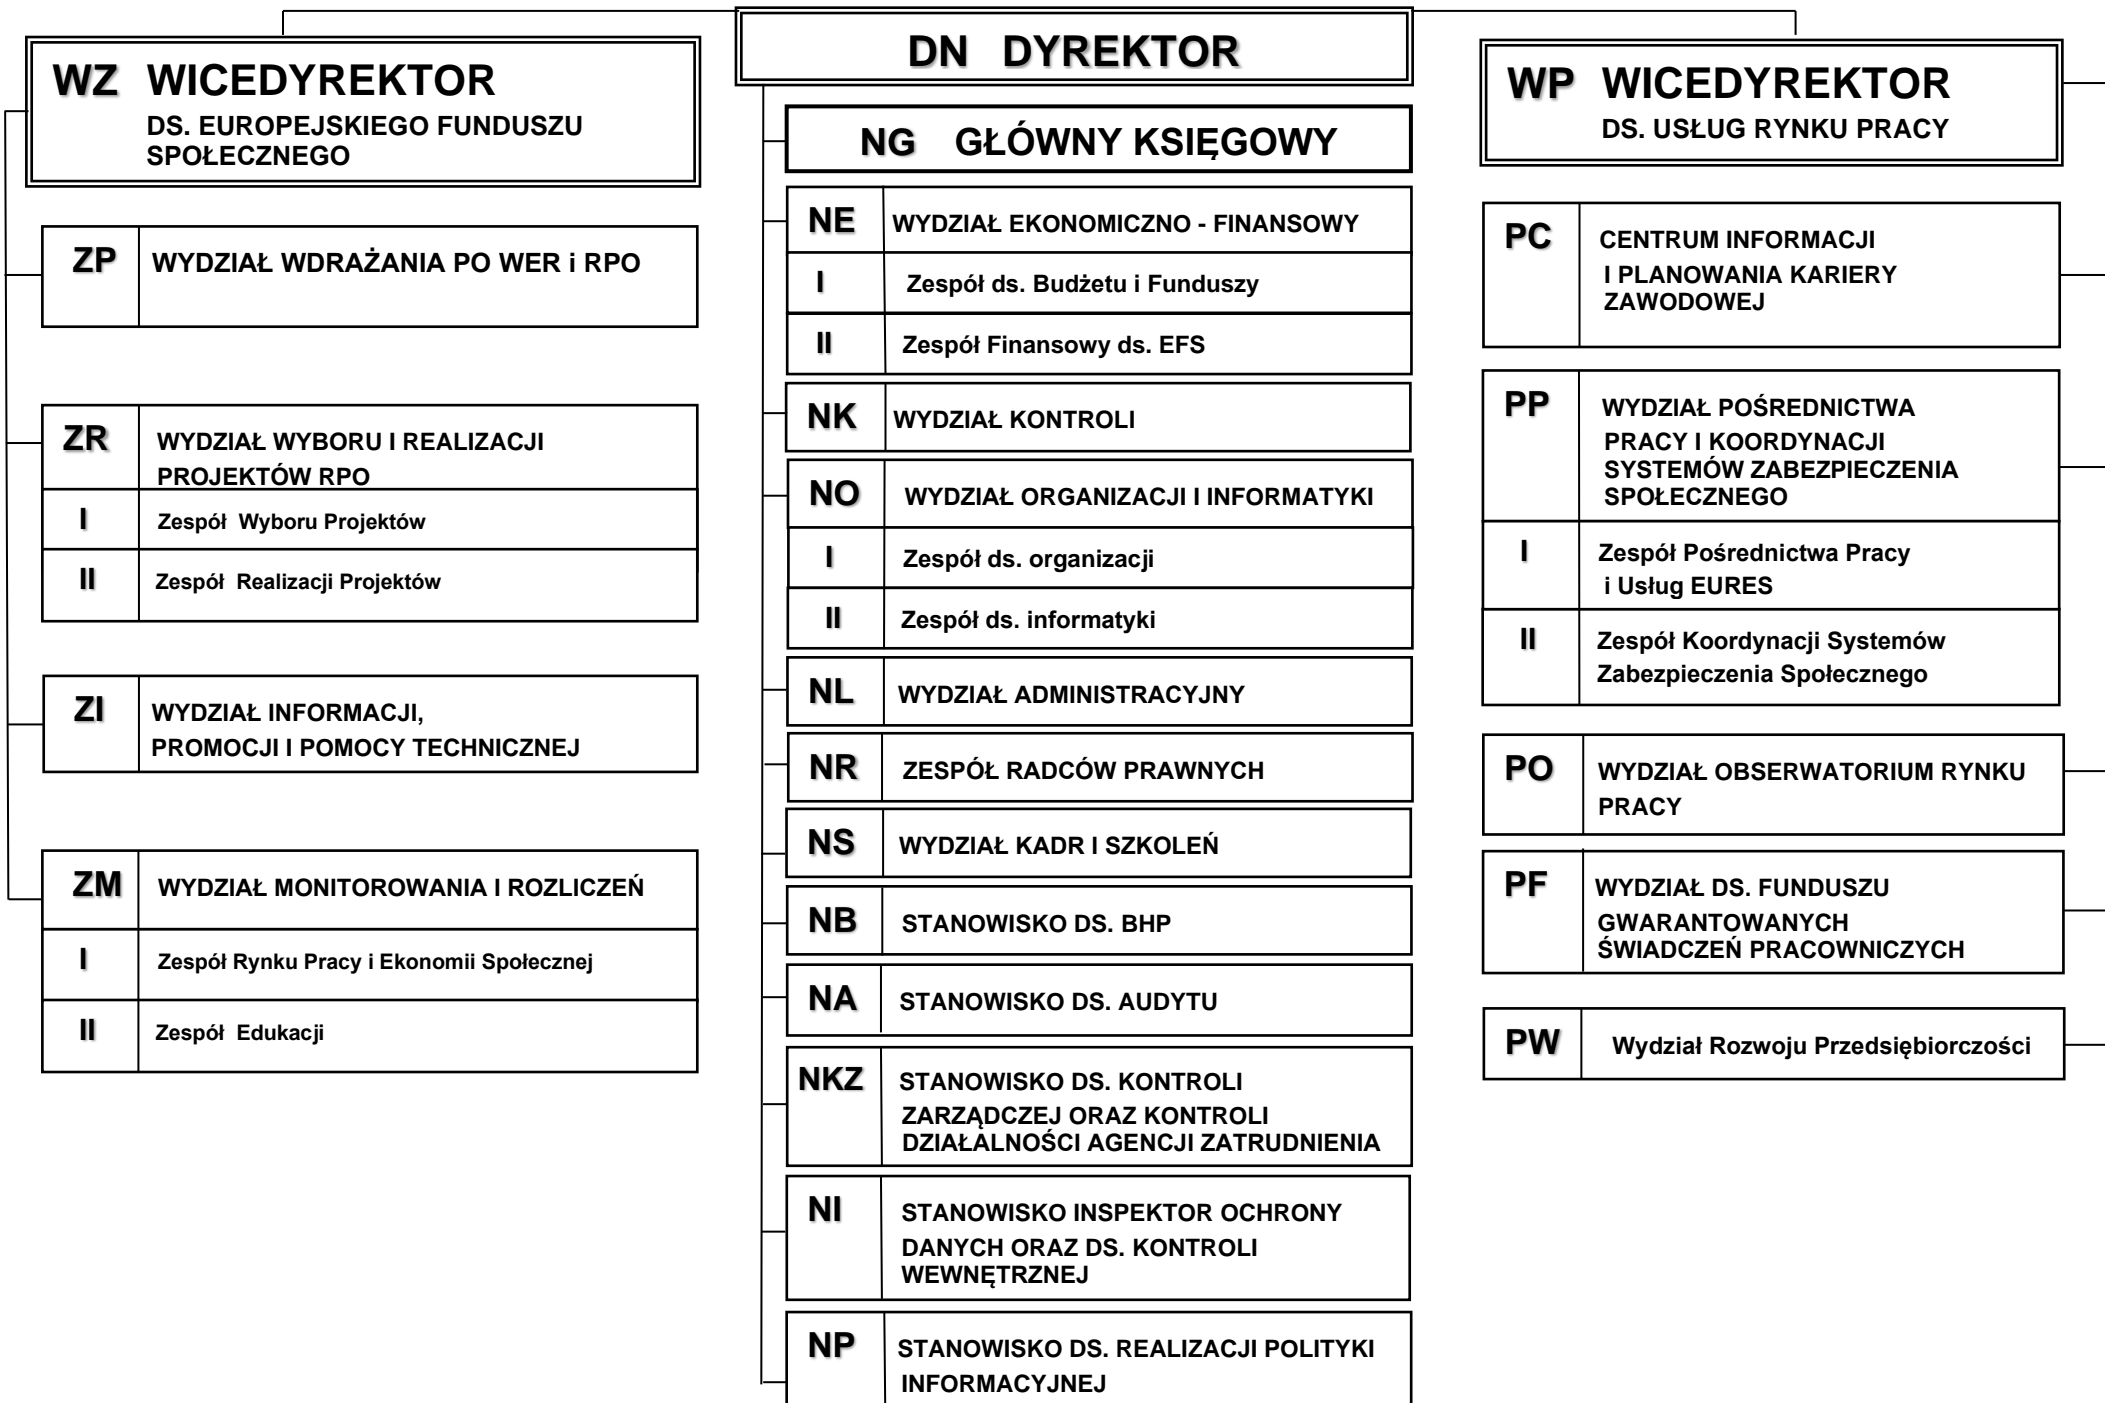 WZ WICEDYREKTOR
DS. EUROPEJSKIEGO FUNDUSZU
SPOŁECZNEGO
ZP WYDZIAŁ WDRAŻANIA PO WER i RPO
ZR WYDZIAŁ WYBORU I REALIZACJI
PROJEKTÓW RPO
I Zespół Wyboru Projektów
II Zespół Realizacji Projektów
ZI WYDZIAŁ INFORMACJI,
PROMOCJI I POMOCY TECHNICZNEJ
ZM WYDZIAŁ MONITOROWANIA I ROZLICZEŃ
I Zespół Rynku Pracy i Ekonomii Społecznej
II Zespół Edukacji
DN DYREKTOR
NG GŁÓWNY KSIĘGOWY
NE WYDZIAŁ EKONOMICZNO - FINANSOWY
I Zespół ds. Budżetu i Funduszy
II Zespół Finansowy ds. EFS
NK WYDZIAŁ KONTROLI
NO WYDZIAŁ ORGANIZACJI I INFORMATYKI
I Zespół ds. organizacji
II Zespół ds. informatyki
NL WYDZIAŁ ADMINISTRACYJNY
NR ZESPÓŁ RADCÓW PRAWNYCH
NS WYDZIAŁ KADR I SZKOLEŃ
NB STANOWISKO DS. BHP
NA STANOWISKO DS. AUDYTU
NKZ STANOWISKO DS. KONTROLI
ZARZĄDCZEJ ORAZ KONTROLI
DZIAŁALNOŚCI AGENCJI ZATRUDNIENIA
NI STANOWISKO INSPEKTOR OCHRONY
DANYCH ORAZ DS. KONTROLI
WEWNĘTRZNEJ
NP STANOWISKO DS. REALIZACJI POLITYKI
INFORMACYJNEJ
WP WICEDYREKTOR
DS. USŁUG RYNKU PRACY
PC CENTRUM INFORMACJI
I PLANOWANIA KARIERY
ZAWODOWEJ
PP WYDZIAŁ POŚREDNICTWA
PRACY I KOORDYNACJI
SYSTEMÓW ZABEZPIECZENIA
SPOŁECZNEGO
I Zespół Pośrednictwa Pracy
i Usług EURES
II Zespół Koordynacji Systemów
Zabezpieczenia Społecznego
PO WYDZIAŁ OBSERWATORIUM RYNKU
PRACY
PF WYDZIAŁ DS. FUNDUSZU
GWARANTOWANYCH
ŚWIADCZEŃ PRACOWNICZYCH
PW Wydział Rozwoju Przedsiębiorczości